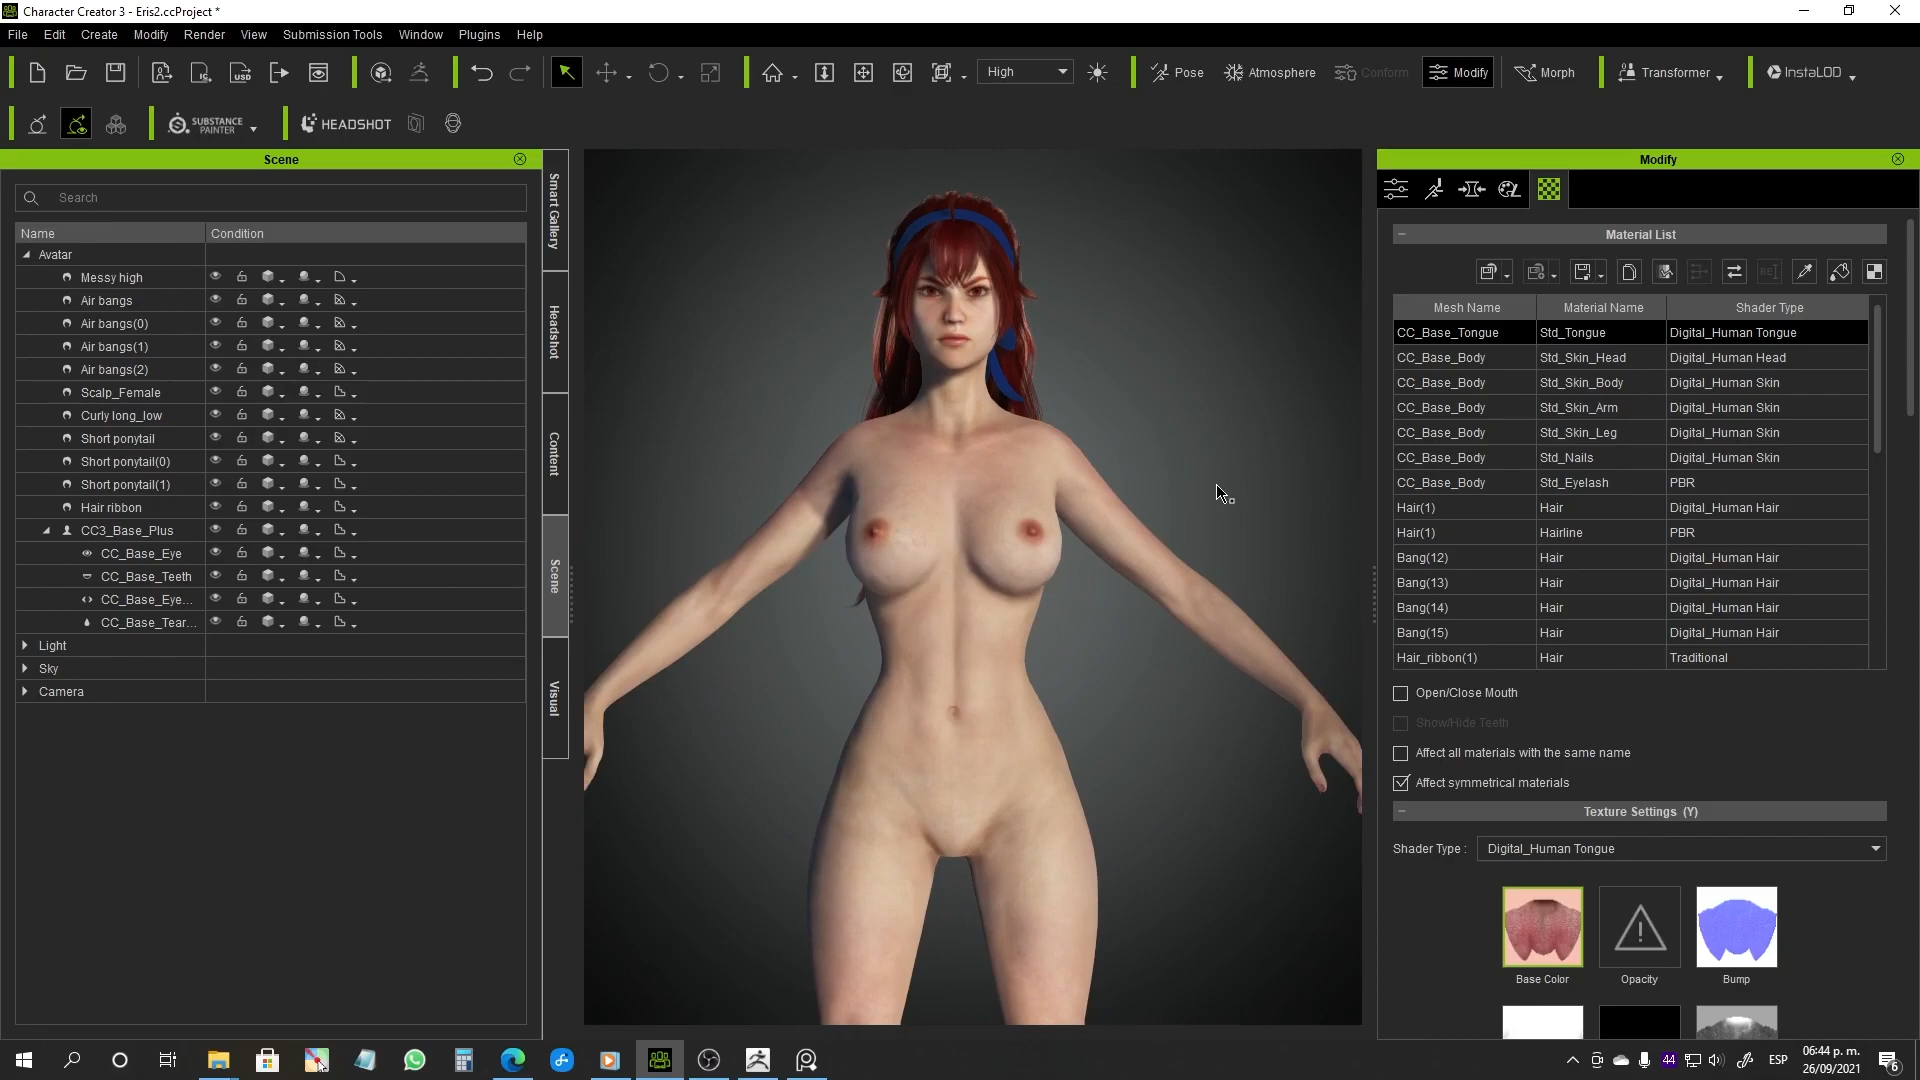 Character Creator 3 - Eris2.ccProject *
File Edit Create Modify Render View Submission Tools Window Plugins Help
High Pose Atmosphere Conform Modify Morph Transformer InstaLOD
SUBSTANCE PAINTER HEADSHOT
Scene
Search
Name Condition
Avatar
Messy high
Air bangs
Air bangs(0)
Air bangs(1)
Air bangs(2)
Scalp_Female
Curly long_low
Short ponytail
Short ponytail(0)
Short ponytail(1)
Hair ribbon
CC3_Base_Plus
CC_Base_Eye
CC_Base_Teeth
CC_Base_Eye...
CC_Base_Tear...
Light
Sky
Camera
Smart Gallery
Headshot
Content
Scene
Visual
Modify
Material List
Mesh Name Material Name Shader Type
CC_Base_Tongue Std_Tongue Digital_Human Tongue
CC_Base_Body Std_Skin_Head Digital_Human Head
CC_Base_Body Std_Skin_Body Digital_Human Skin
CC_Base_Body Std_Skin_Arm Digital_Human Skin
CC_Base_Body Std_Skin_Leg Digital_Human Skin
CC_Base_Body Std_Nails Digital_Human Skin
CC_Base_Body Std_Eyelash PBR
Hair(1) Hair Digital_Human Hair
Hair(1) Hairline PBR
Bang(12) Hair Digital_Human Hair
Bang(13) Hair Digital_Human Hair
Bang(14) Hair Digital_Human Hair
Bang(15) Hair Digital_Human Hair
Hair_ribbon(1) Hair Traditional
Open/Close Mouth
Show/Hide Teeth
Affect all materials with the same name
Affect symmetrical materials
Texture Settings (Y)
Shader Type : Digital_Human Tongue
Base Color Opacity Bump
44 ESP 06:44 p. m.
26/09/2021 6